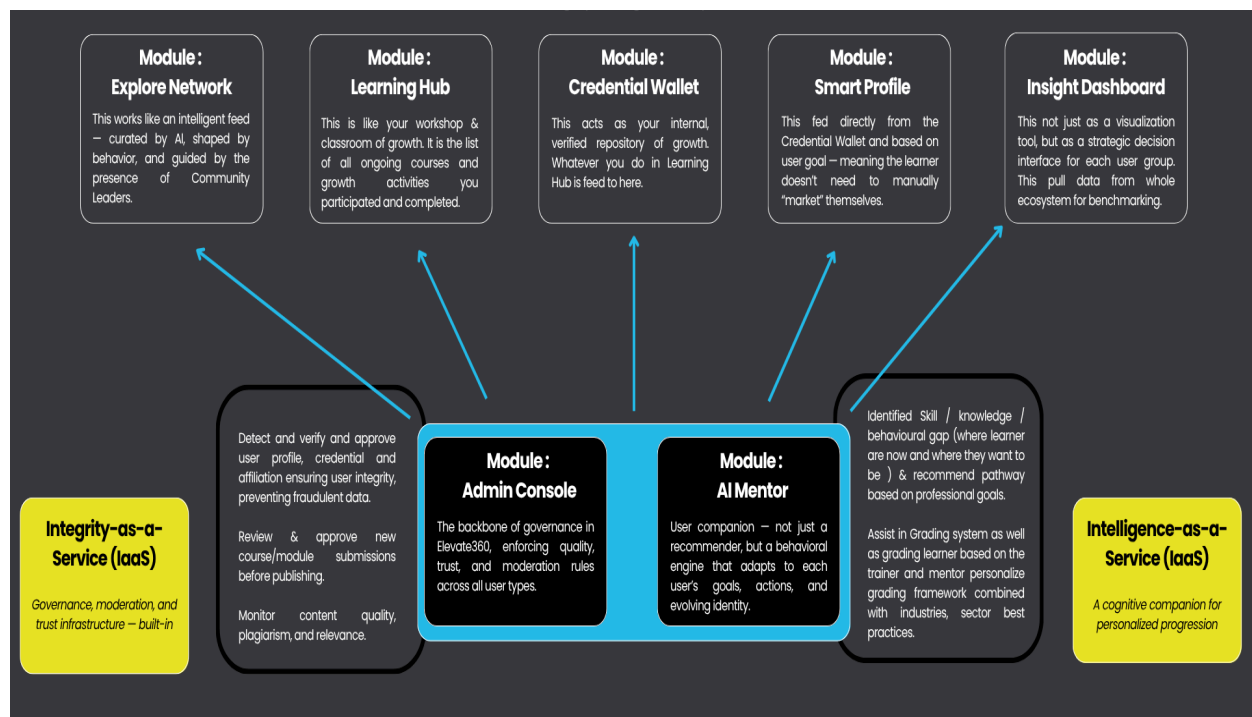 Module :
Explore Network
This works like an intelligent feed
— curated by AI, shaped by
behavior, and guided by the
presence of Community
Leaders.
Module :
Learning Hub
This is like your workshop &
classroom of growth. It is the list
of all ongoing courses and
growth activities you
participated and completed.
Module :
Credential Wallet
This acts as your internal,
verified repository of growth.
Whatever you do in Learning
Hub is feed to here.
Module :
Smart Profile
This fed directly from the
Credential Wallet and based on
user goal — meaning the learner
doesn't need to manually
"market" themselves.
Module :
Insight Dashboard
This not just as a visualization
tool, but as a strategic decision
interface for each user group.
This pull data from whole
ecosystem for benchmarking.
Integrity-as-a-
Service (IaaS)
Governance, moderation, and
trust infrastructure — built-in
Detect and verify and approve
user profile, credential and
affiliation ensuring user integrity,
preventing fraudulent data.
Review & approve new
course/module submissions
before publishing.
Monitor content quality,
plagiarism, and relevance.
Module :
Admin Console
The backbone of governance in
Elevate360, enforcing quality,
trust, and moderation rules
across all user types.
Module :
AI Mentor
User companion — not just a
recommender, but a behavioral
engine that adapts to each
user's goals, actions, and
evolving identity.
Identified Skill / knowledge /
behavioural gap (where learner
are now and where they want to
be ) & recommend pathway
based on professional goals.
Assist in Grading system as well
as grading learner based on the
trainer and mentor personalize
grading framework combined
with industries, sector best
practices.
Intelligence-as-a-
Service (IaaS)
A cognitive companion for
personalized progression